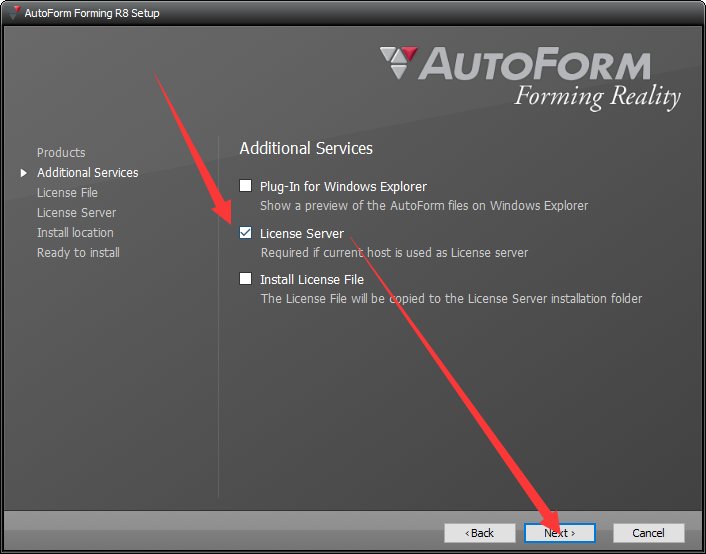 AutoForm Forming R8 Setup
AUTOFORM
Forming Reality
Products
Additional Services
License File
License Server
Install location
Ready to install
Additional Services
Plug-In for Windows Explorer
Show a preview of the AutoForm files on Windows Explorer
License Server
Required if current host is used as License server
Install License File
The License File will be copied to the License Server installation folder
‹ Back
Next ›
Cancel